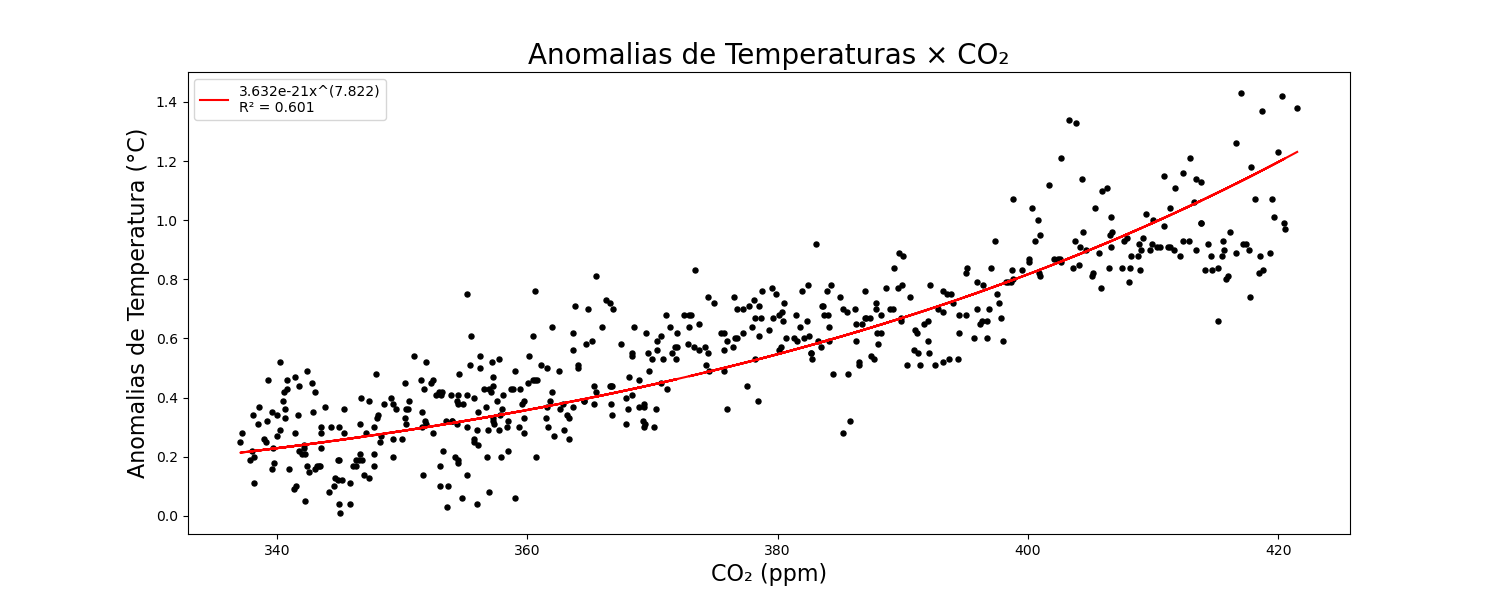 Anomalias de Temperaturas × CO₂
3.632e-21x^(7.822)
R² = 0.601
Anomalias de Temperatura (°C)
1.4
1.2
1.0
0.8
0.6
0.4
0.2
0.0
340 360 380 400 420
CO₂ (ppm)